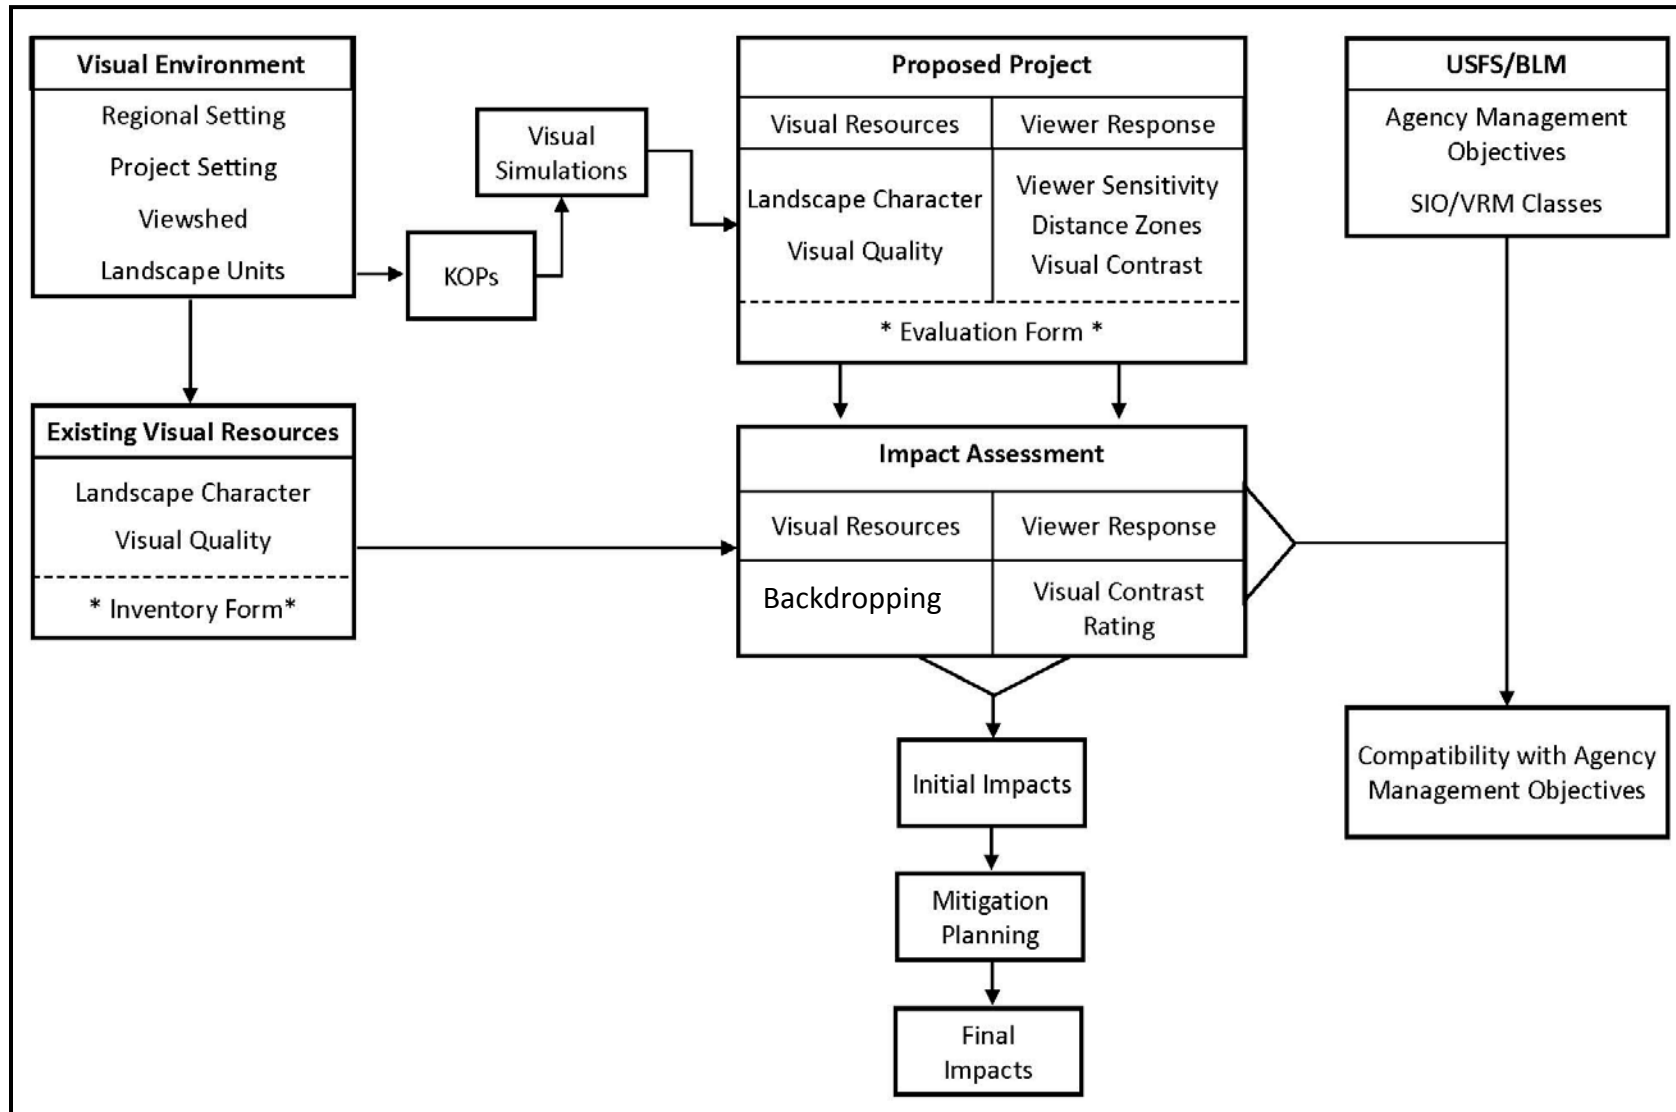 Visual Environment
Regional Setting
Project Setting
Viewshed
Landscape Units
KOPs
Visual
Simulations
Proposed Project
Visual Resources
Viewer Response
Landscape Character
Visual Quality
Viewer Sensitivity
Distance Zones
Visual Contrast
* Evaluation Form *
USFS/BLM
Agency Management
Objectives
SIO/VRM Classes
Existing Visual Resources
Landscape Character
Visual Quality
* Inventory Form*
Impact Assessment
Visual Resources
Viewer Response
Backdropping
Visual Contrast
Rating
Initial Impacts
Mitigation
Planning
Final
Impacts
Compatibility with Agency
Management Objectives